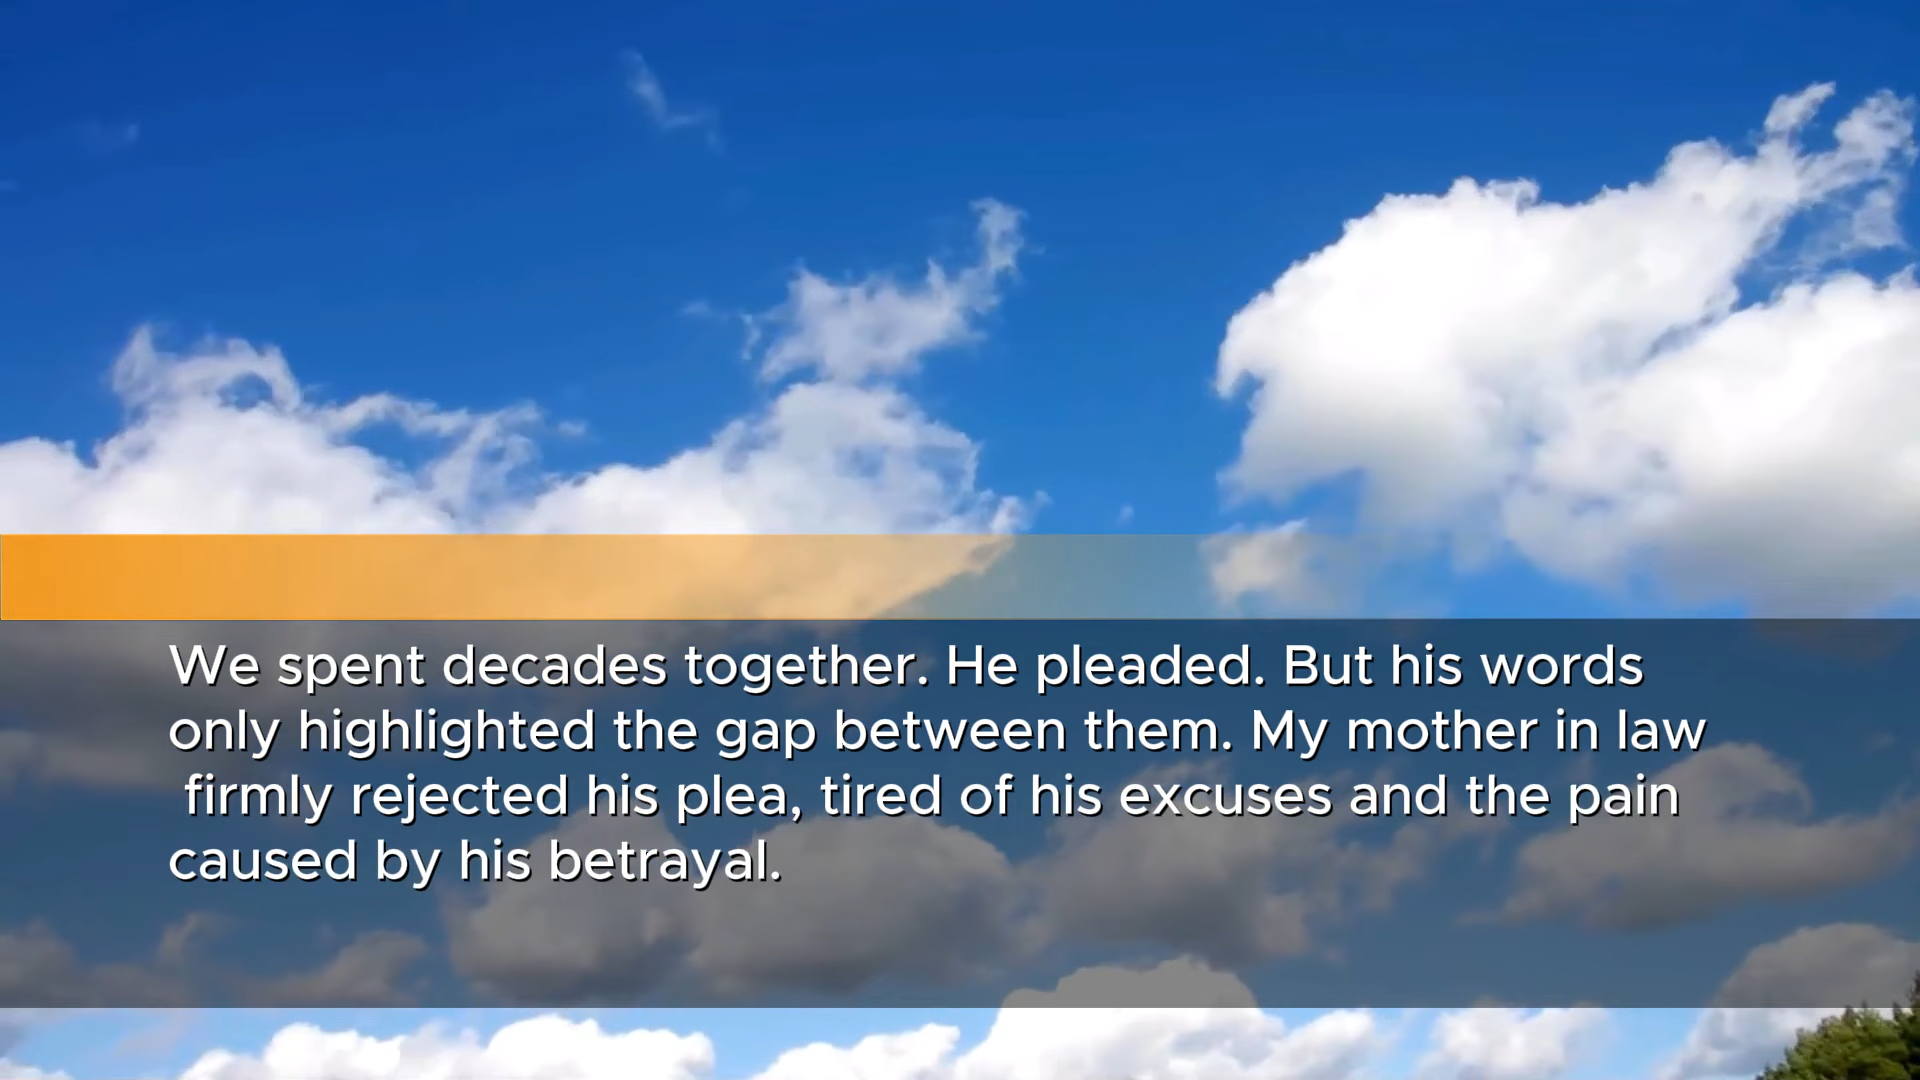 We spent decades together. He pleaded. But his words
only highlighted the gap between them. My mother in law
firmly rejected his plea, tired of his excuses and the pain
caused by his betrayal.